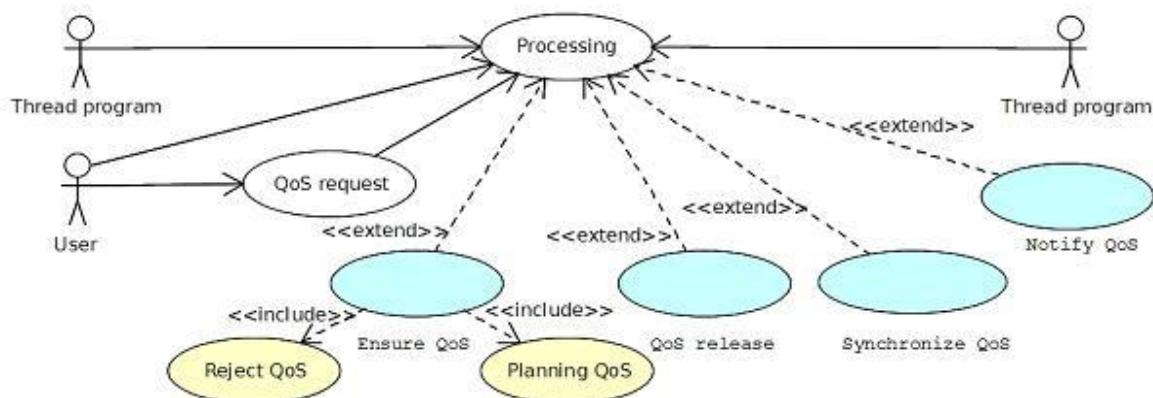 Processing
Thread program
Thread program
<<extend>>
QoS request
User
<<extend>>
<<extend>>
<<extend>>
Notify QoS
<<include>>
<<include>>
Ensure QoS
QoS release
Synchronize QoS
Reject QoS
Planning QoS